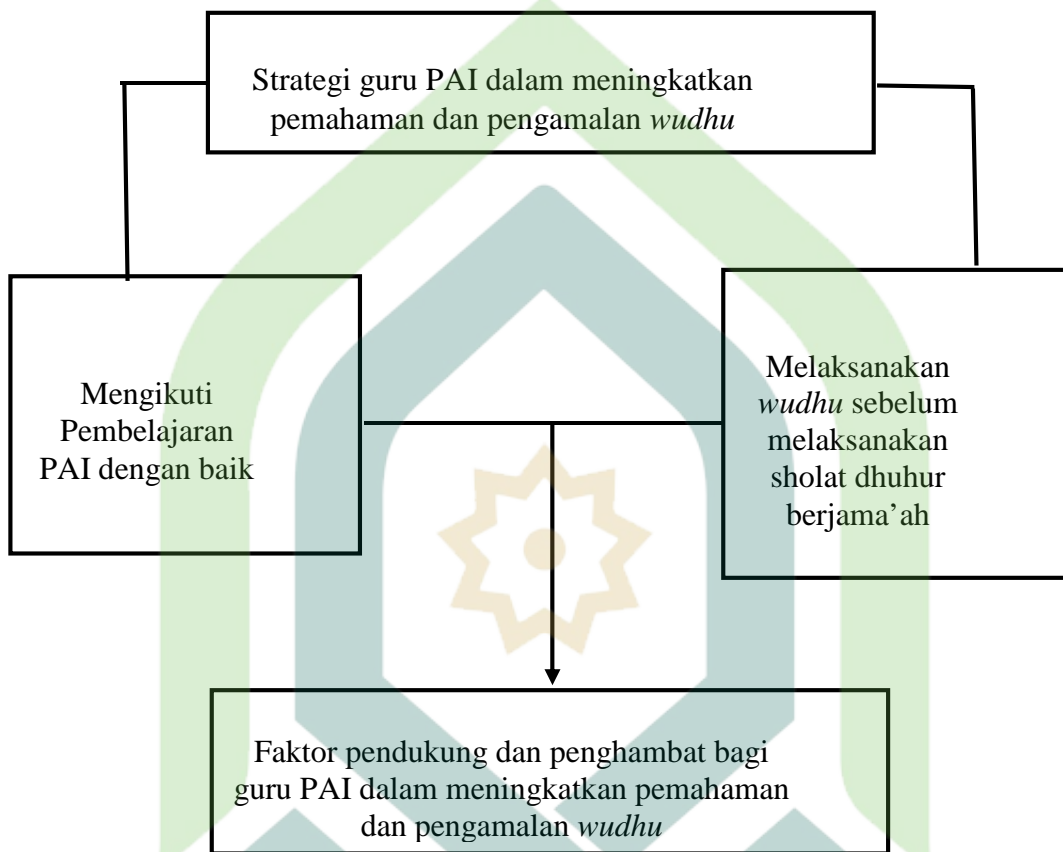 Strategi guru PAI dalam meningkatkan
pemahaman dan pengamalan wudhu
Mengikuti
Pembelajaran
PAI dengan baik
Melaksanakan
wudhu sebelum
melaksanakan
sholat dhuhur
berjama’ah
Faktor pendukung dan penghambat bagi
guru PAI dalam meningkatkan pemahaman
dan pengamalan wudhu